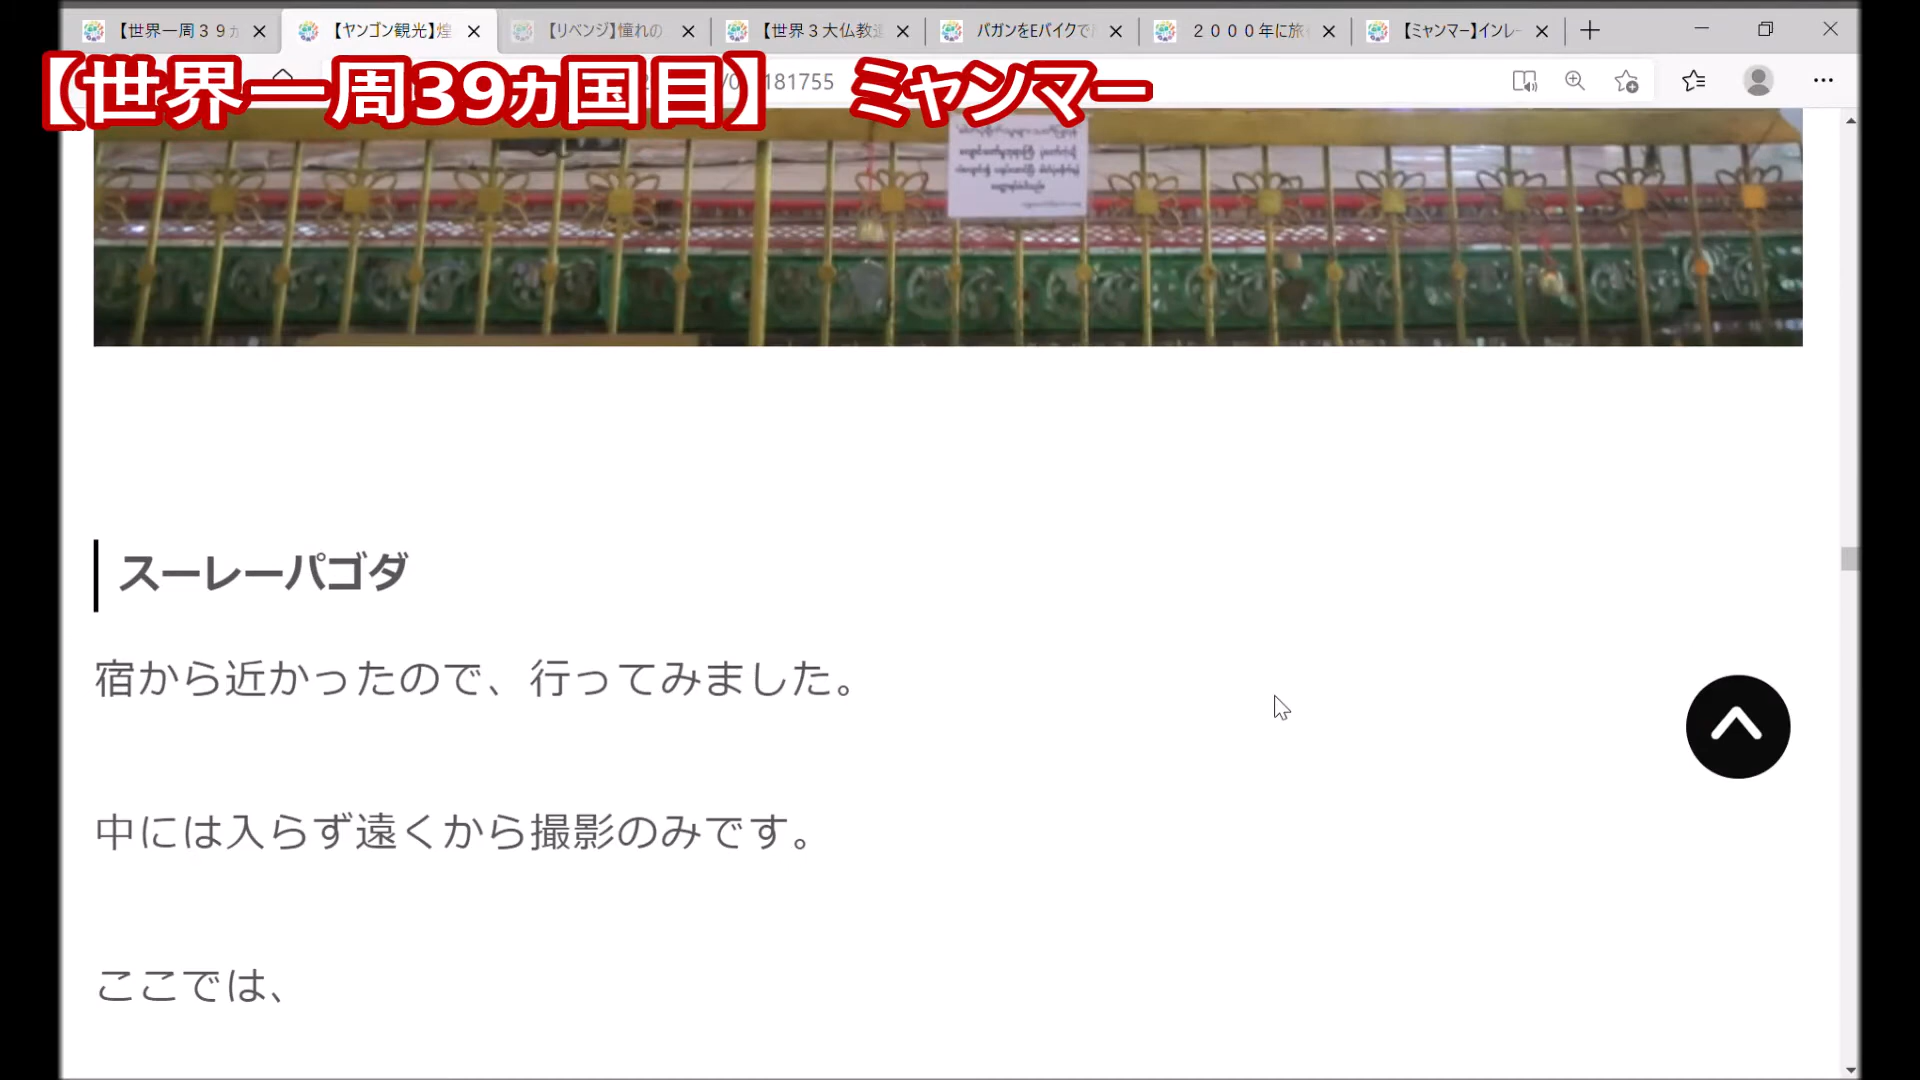 【世界一周３９ヵ
【ヤンゴン観光】煌
【リベンジ】憧れの
【世界３大仏教遺
バガンをEバイクで
２０００年に旅
【ミャンマー】インレー
【世界一周39ヵ国目】 ミャンマー
181755
スーレーパゴダ
宿から近かったので、行ってみました。
中には入らず遠くから撮影のみです。
ここでは、